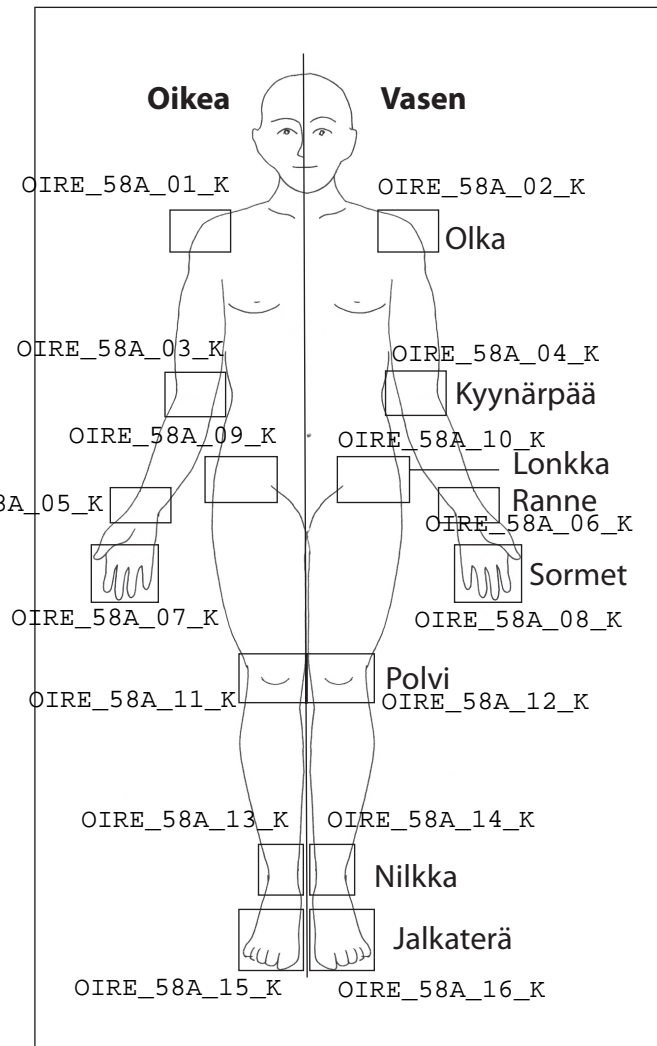 Oikea Vasen
OIRE_58A_01_K OIRE_58A_02_K
Olka
OIRE_58A_03_K OIRE_58A_04_K
Kyynärpää
OIRE_58A_09_K OIRE_58A_10_K
Lonkka
A_05_K Ranne
OIRE_58A_06_K
Sormet
OIRE_58A_07_K OIRE_58A_08_K
Polvi
OIRE_58A_11_K OIRE_58A_12_K
OIRE_58A_13_K OIRE_58A_14_K
Nilkka
Jalkaterä
OIRE_58A_15_K OIRE_58A_16_K